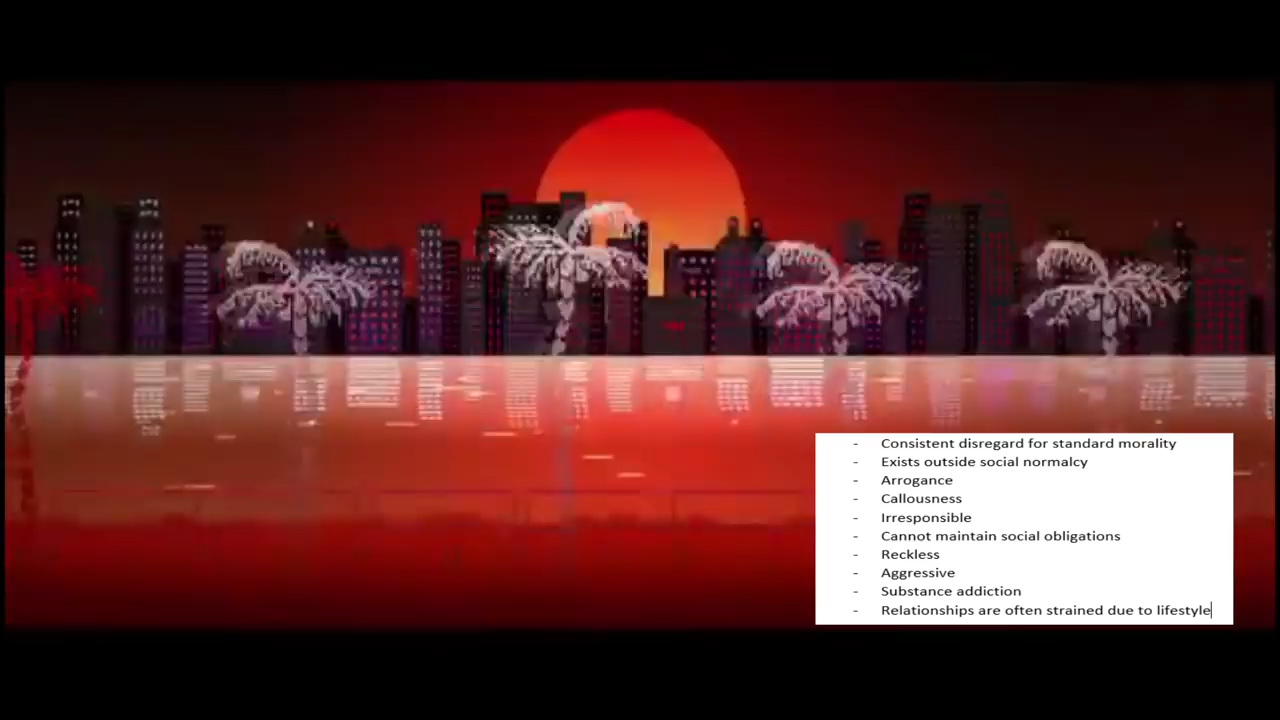 - Consistent disregard for standard morality
- Exists outside social normalcy
- Arrogance
- Callousness
- Irresponsible
- Cannot maintain social obligations
- Reckless
- Aggressive
- Substance addiction
- Relationships are often strained due to lifestyle